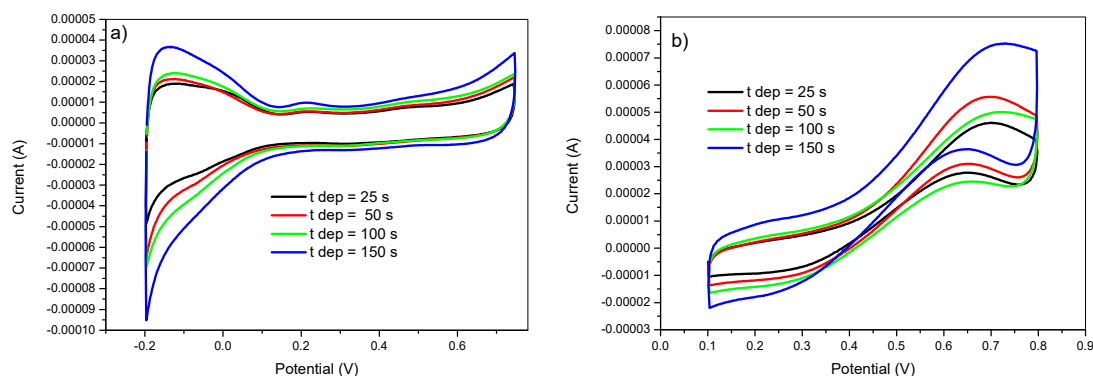 a)
0.00005
0.00004
0.00003
0.00002
0.00001
0.00000
-0.00001
-0.00002
-0.00003
-0.00004
-0.00005
-0.00006
-0.00007
-0.00008
-0.00009
-0.00010
Current (A)
t dep = 25 s
t dep = 50 s
t dep = 100 s
t dep = 150 s
-0.2 0.0 0.2 0.4 0.6
Potential (V)
b)
0.00008
0.00007
0.00006
0.00005
0.00004
0.00003
0.00002
0.00001
0.00000
-0.00001
-0.00002
-0.00003
Current (A)
t dep = 25 s
t dep = 50 s
t dep = 100 s
t dep = 150 s
0.0 0.1 0.2 0.3 0.4 0.5 0.6 0.7 0.8 0.9
Potential (V)